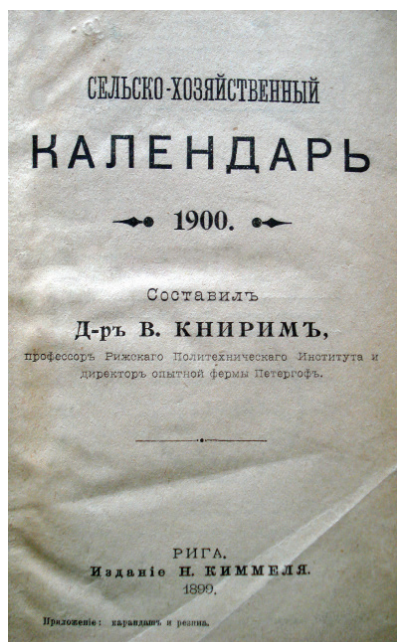 СЕЛЬСКО-ХОЗЯЙСТВЕННЫЙ
КАЛЕНДАРЬ
1900.
Составилъ
Д-ръ В. КНИРИМЪ,
профессоръ Рижскаго Политехническаго Института и
директоръ опытной фермы Петергофъ.
РИГА.
Изданіе Н. КИММЕЛЯ.
1899.
Приложеніе: карандаш и резина.